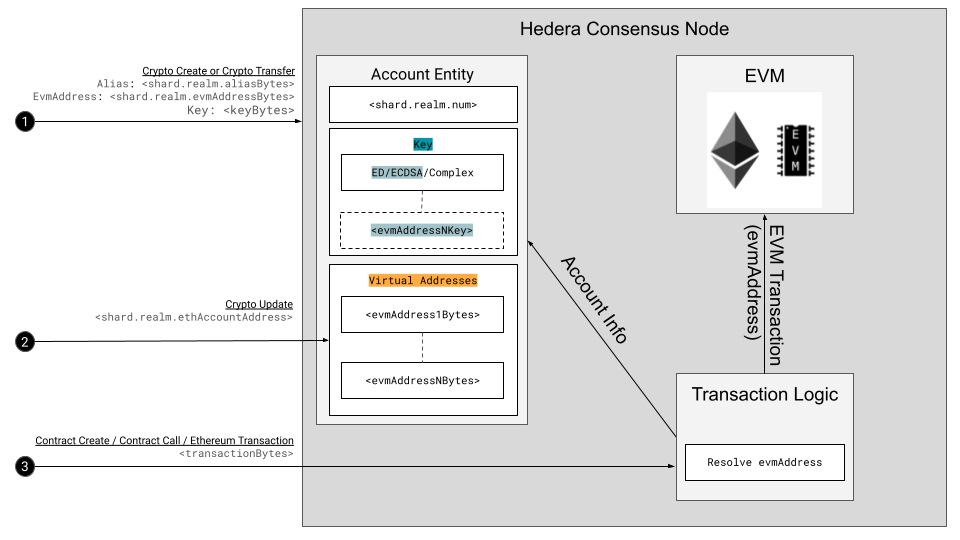 Hedera Consensus Node
Crypto Create or Crypto Transfer
Alias: <shard.realm.aliasBytes>
EvmAddress: <shard.realm.evmAddressBytes>
Key: <keyBytes>
1
Account Entity
<shard.realm.num>
Key
ED/ECDSA/Complex
<evmAddressNKey>
Virtual Addresses
<evmAddress1Bytes>
<evmAddressNBytes>
EVM
E
V
M
Crypto Update
<shard.realm.ethAccountAddress>
2
Account Info
EVM Transaction
(evmAddress)
Transaction Logic
Resolve evmAddress
Contract Create / Contract Call / Ethereum Transaction
<transactionBytes>
3